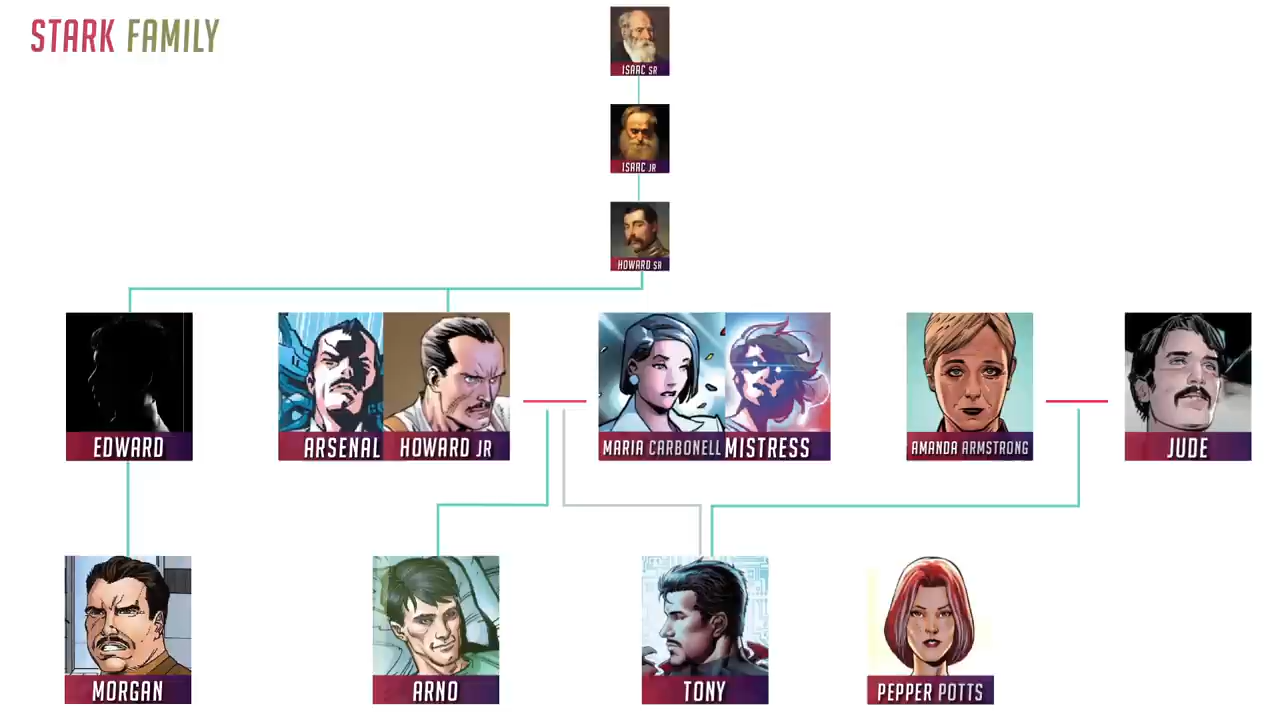 STARK FAMILY
ISAAC SR
ISAAC JR
HOWARD SR
EDWARD
ARSENAL
HOWARD JR
MARIA CARBONELL
MISTRESS
AMANDA ARMSTRONG
JUDE
MORGAN
ARNO
TONY
PEPPER POTTS